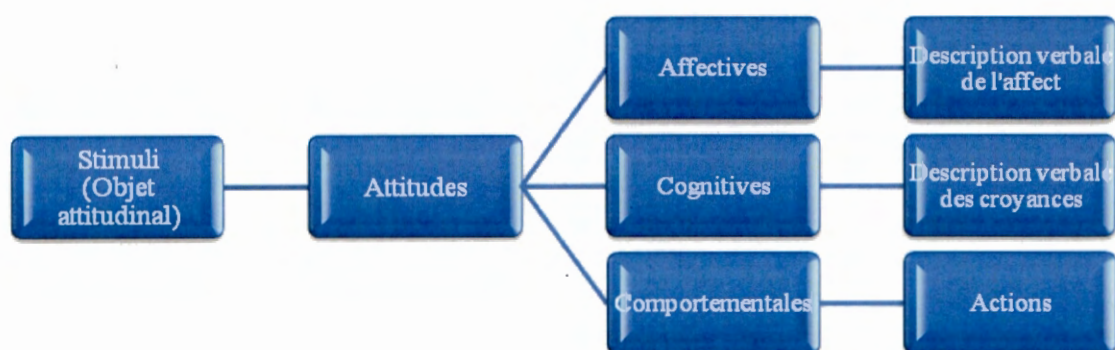 Stimuli
(Objet
attitudinal)
Attitudes
Affectives
Description verbale
de l'affect
Cognitives
Description verbale
des croyances
Comportementales
Actions